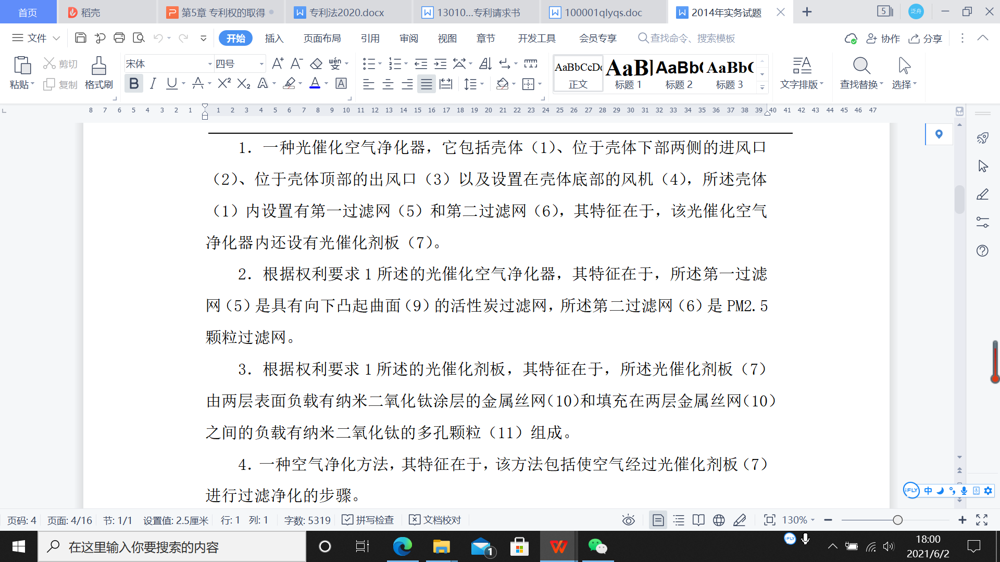 首页 稻壳 第5章 专利权的取得 专利法2020.docx 13010...专利请求书 100001qlyqs.doc 2014年实务试题 5 泛舟
文件 开始 插入 页面布局 引用 审阅 视图 章节 开发工具 会员专享 查找命令、搜索模板 协作 分享
粘贴 剪切 复制 格式刷 宋体 四号 AaBbCcDd 正文 AaBb 标题 1 AaBbC 标题 2 AaBbC 标题 3 文字排版 查找替换 选择
8 7 6 5 4 3 2 1 1 2 3 4 5 6 7 8 9 10 11 12 13 14 15 16 17 18 19 20 21 22 23 24 25 26 27 28 29 30 31 32 33 34 35 36 37 38 39 40 41 42 43 44 45 46 47
1. 一种光催化空气净化器，它包括壳体（1）、位于壳体下部两侧的进风口
（2）、位于壳体顶部的出风口（3）以及设置在壳体底部的风机（4），所述壳体
（1）内设置有第一过滤网（5）和第二过滤网（6），其特征在于，该光催化空气
净化器内还设有光催化剂板（7）。
2. 根据权利要求 1 所述的光催化空气净化器，其特征在于，所述第一过滤
网（5）是具有向下凸起曲面（9）的活性炭过滤网，所述第二过滤网（6）是 PM2.5
颗粒过滤网。
3. 根据权利要求 1 所述的光催化剂板，其特征在于，所述光催化剂板（7）
由两层表面负载有纳米二氧化钛涂层的金属丝网(10)和填充在两层金属丝网(10)
之间的负载有纳米二氧化钛的多孔颗粒（11）组成。
4. 一种空气净化方法，其特征在于，该方法包括使空气经过光催化剂板（7）
进行过滤净化的步骤。
iFLY 中
页码: 4 页面: 4/16 节: 1/1 设置值: 2.5厘米 行: 1 列: 1 字数: 5319 拼写检查 文档校对 130%
在这里输入你要搜索的内容 1 iFLY 18:00
2021/6/2